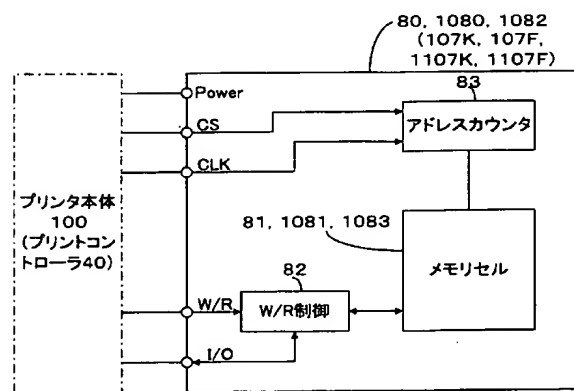 80, 1080, 1082
(107K, 107F,
1107K, 1107F)
83
Power
CS
アドレスカウンタ
CLK
プリンタ本体
100
(プリントコント
ローラ40)
81, 1081, 1083
メモリセル
82
W/R
W/R制御
I/O